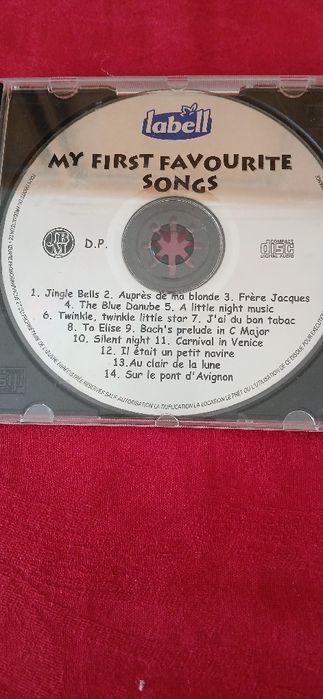 labell
MY FIRST FAVOURITE
SONGS
D.P.
COMPACT
disc
DIGITAL AUDIO
1. Jingle Bells 2. Auprès de ma blonde 3. Frère Jacques
4. The Blue Danube 5. A little night music
6. Twinkle, twinkle little star 7. J'ai du bon tabac
8. To Elise 9. Bach's prelude in C Major
10. Silent night 11. Carnival in Venice
12. Il était un petit navire
13.Au clair de la lune
14. Sur le pont d'Avignon